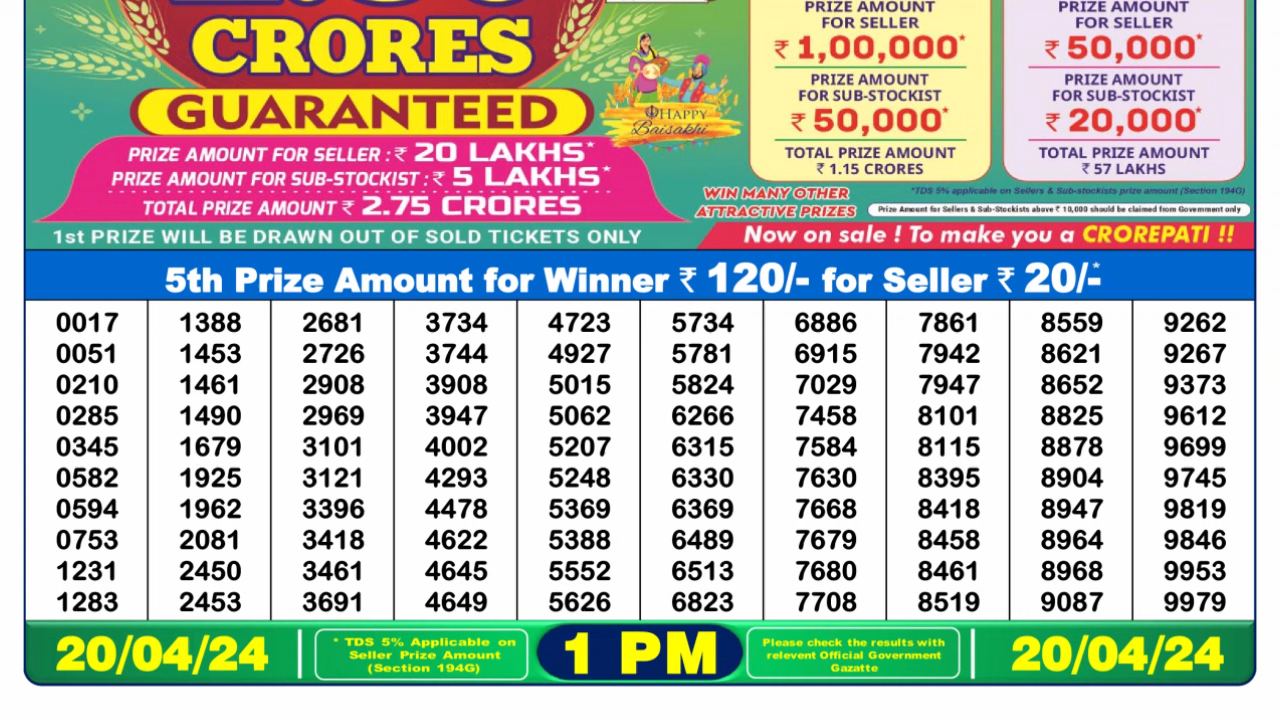 CRORES
GUARANTEED
PRIZE AMOUNT FOR SELLER : ₹ 20 LAKHS*
PRIZE AMOUNT FOR SUB-STOCKIST : ₹ 5 LAKHS*
TOTAL PRIZE AMOUNT ₹ 2.75 CRORES
1st PRIZE WILL BE DRAWN OUT OF SOLD TICKETS ONLY
HAPPY
Baisakhi
PRIZE AMOUNT
FOR SELLER
₹ 1,00,000*
PRIZE AMOUNT
FOR SUB-STOCKIST
₹ 50,000*
TOTAL PRIZE AMOUNT
₹ 1.15 CRORES
PRIZE AMOUNT
FOR SELLER
₹ 50,000*
PRIZE AMOUNT
FOR SUB-STOCKIST
₹ 20,000*
TOTAL PRIZE AMOUNT
₹ 57 LAKHS
WIN MANY OTHER
ATTRACTIVE PRIZES
*TDS 5% applicable on Sellers & Sub-stockists prize amount (Section 194G)
Prize Amount for Sellers & Sub-Stockists above ₹ 10,000 should be claimed from Government only
Now on sale ! To make you a CROREPATI !!
5th Prize Amount for Winner ₹ 120/- for Seller ₹ 20/-*
0017 1388 2681 3734 4723 5734 6886 7861 8559 9262
0051 1453 2726 3744 4927 5781 6915 7942 8621 9267
0210 1461 2908 3908 5015 5824 7029 7947 8652 9373
0285 1490 2969 3947 5062 6266 7458 8101 8825 9612
0345 1679 3101 4002 5207 6315 7584 8115 8878 9699
0582 1925 3121 4293 5248 6330 7630 8395 8904 9745
0594 1962 3396 4478 5369 6369 7668 8418 8947 9819
0753 2081 3418 4622 5388 6489 7679 8458 8964 9846
1231 2450 3461 4645 5552 6513 7680 8461 8968 9953
1283 2453 3691 4649 5626 6823 7708 8519 9087 9979
20/04/24
* TDS 5% Applicable on
Seller Prize Amount
(Section 194G)
1 PM
Please check the results with
relevent Official Government
Gazatte
20/04/24